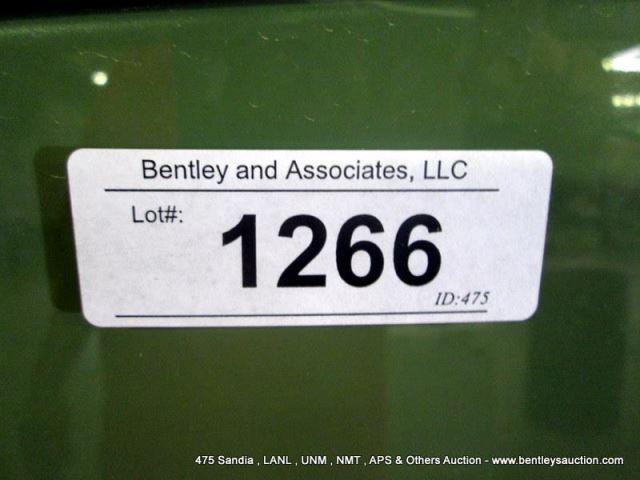 Bentley and Associates, LLC
Lot#:
1266
ID:475
475 Sandia , LANL , UNM , NMT , APS & Others Auction - www.bentleysauction.com